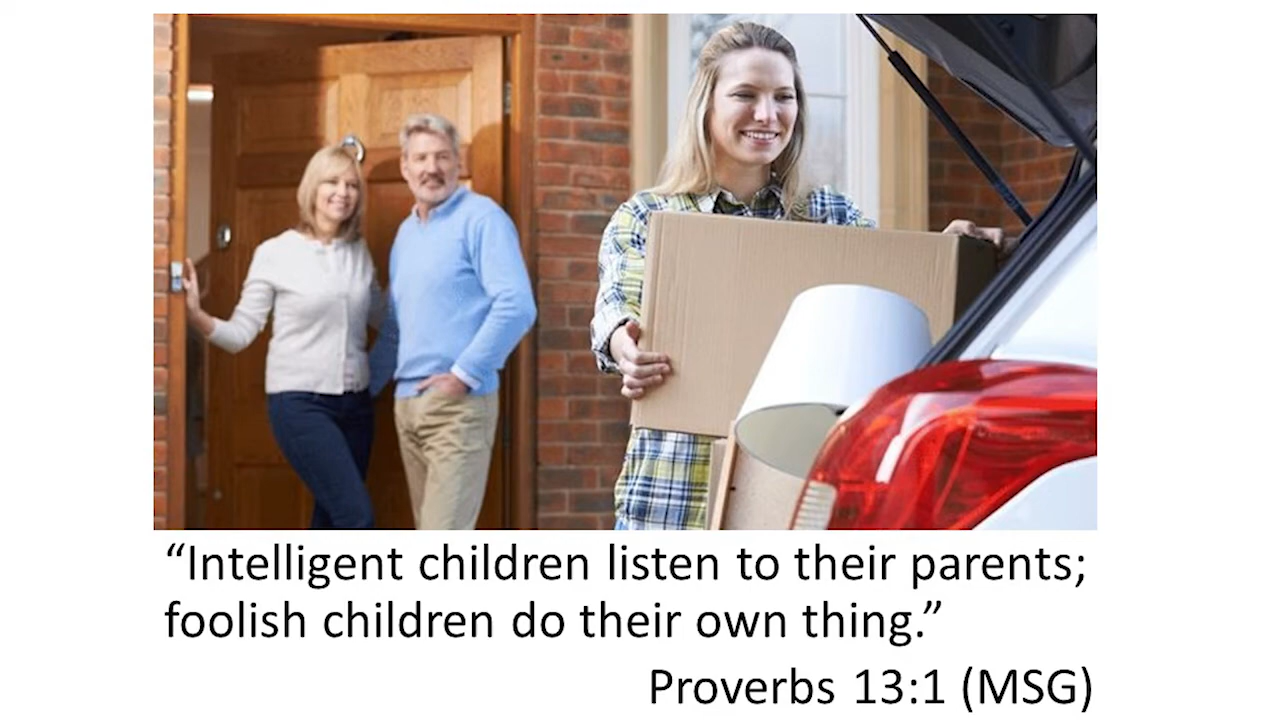 “Intelligent children listen to their parents;
foolish children do their own thing.”
Proverbs 13:1 (MSG)